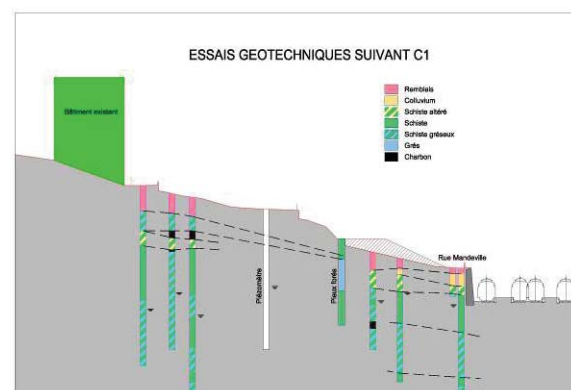 ESSAIS GEOTECHNIQUES SUIVANT C1
Remblais
Colluvium
Schiste altéré
Schiste
Schiste gréseux
Grés
Charbon
Bâtiment existant
Piézomètre
Pieux forés
Rue Mandeville